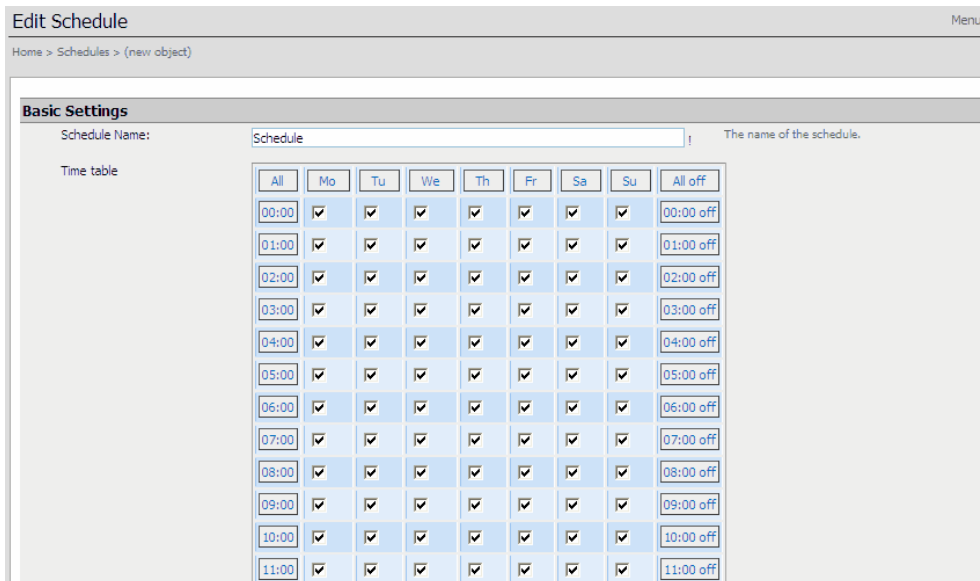 Edit Schedule
Menu
Home > Schedules > (new object)
Basic Settings
Schedule Name: Schedule ! The name of the schedule.
Time table
All Mo Tu We Th Fr Sa Su All off
00:00 00:00 off
01:00 01:00 off
02:00 02:00 off
03:00 03:00 off
04:00 04:00 off
05:00 05:00 off
06:00 06:00 off
07:00 07:00 off
08:00 08:00 off
09:00 09:00 off
10:00 10:00 off
11:00 11:00 off